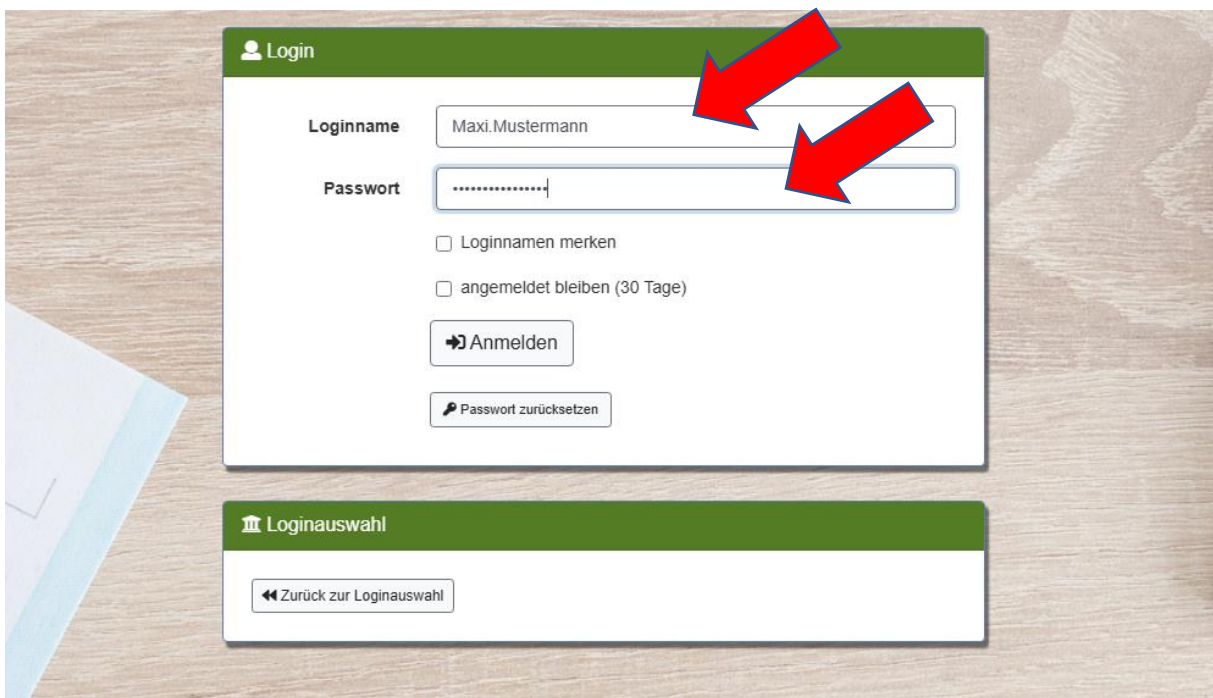 Login
Loginname
Maxi.Mustermann
Passwort
••••••••••••••••
Loginnamen merken
angemeldet bleiben (30 Tage)
Anmelden
Passwort zurücksetzen
Loginauswahl
Zurück zur Loginauswahl